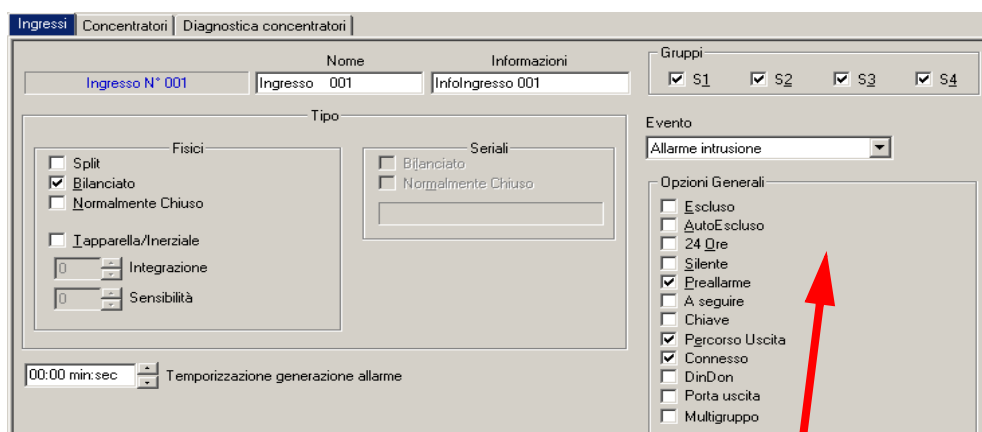 Ingressi Concentratori Diagnostica concentratori
Nome Informazioni
Ingresso N° 001 Ingresso 001 InfoIngresso 001
Gruppi
S1 S2 S3 S4
Tipo
Fisici
Split
Bilanciato
Normalmente Chiuso
Tapparella/Inerziale
0 Integrazione
0 Sensibilità
Seriali
Bilanciato
Normalmente Chiuso
Evento
Allarme intrusione
Opzioni Generali
Escluso
AutoEscluso
24 Ore
Silente
Preallarme
A seguire
Chiave
Percorso Uscita
Connesso
DinDon
Porta uscita
Multigruppo
00:00 min:sec Temporizzazione generazione allarme